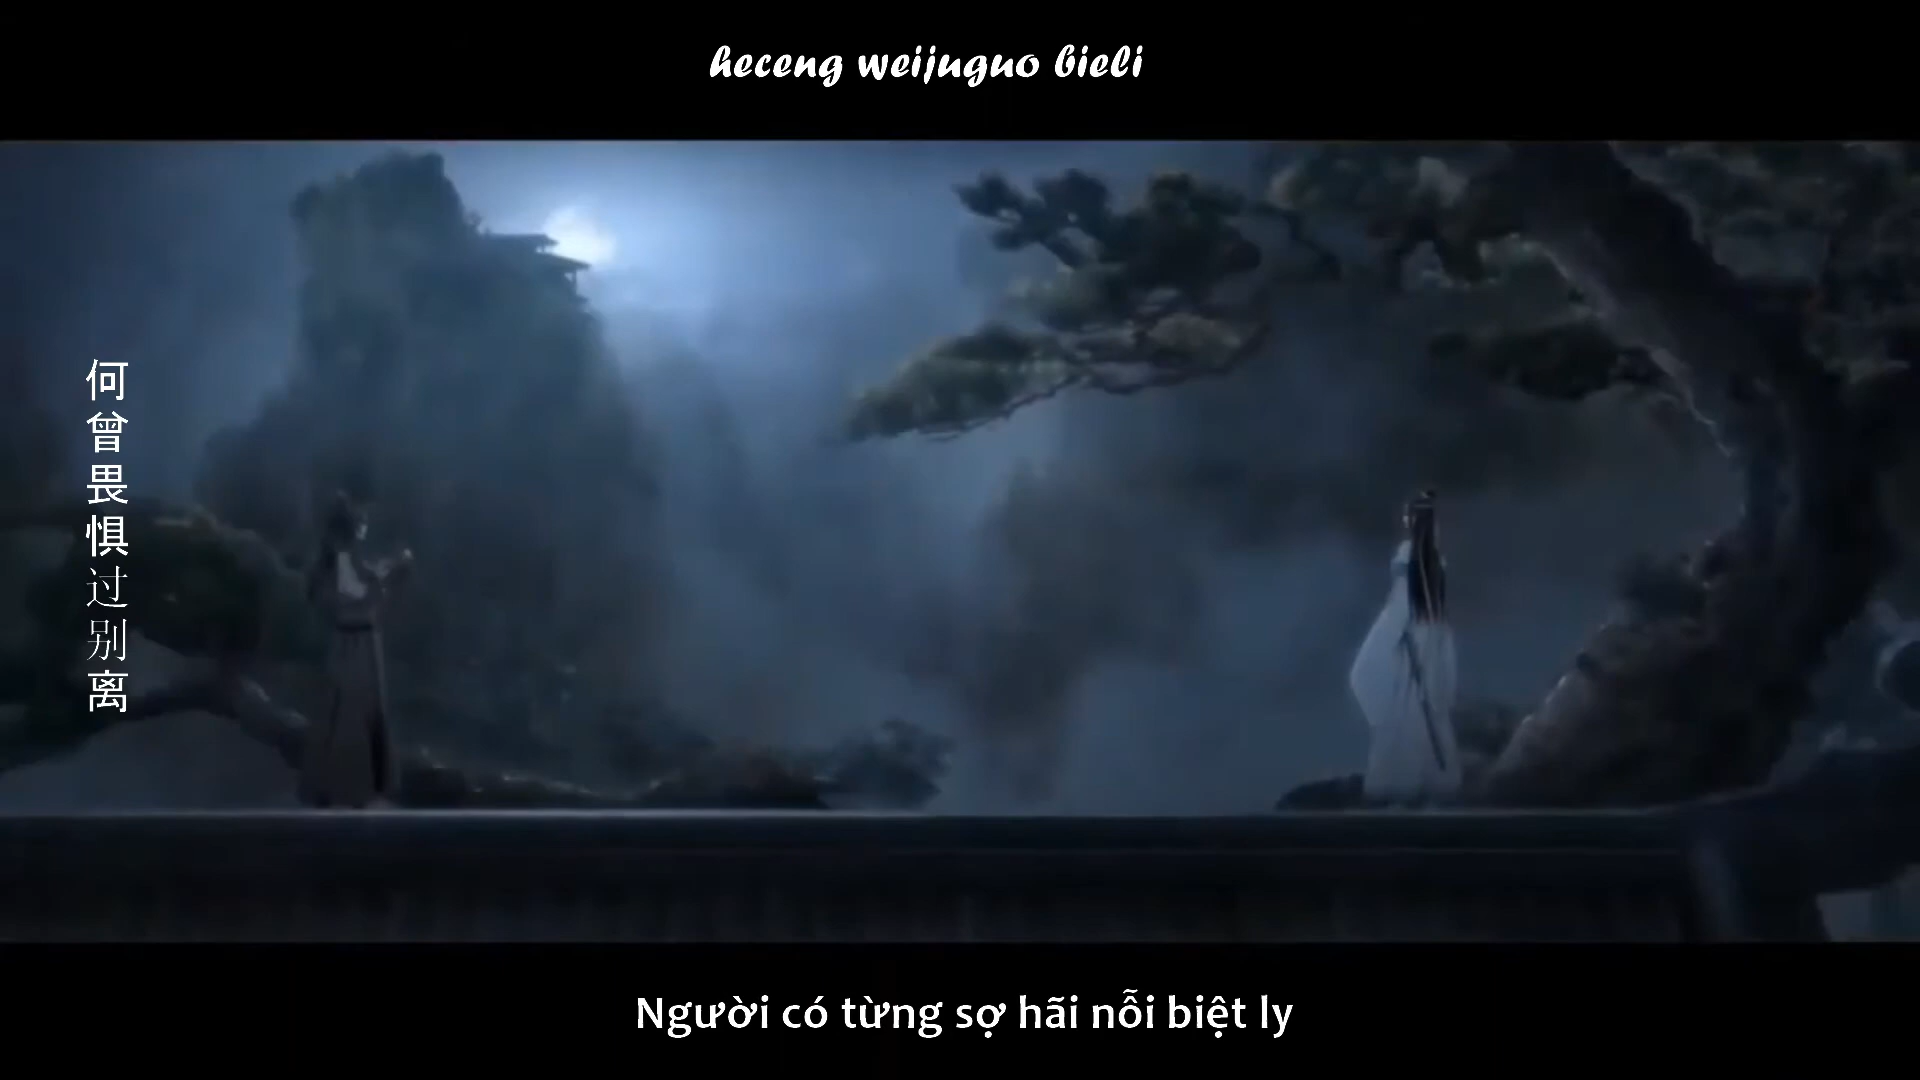 heceng weijuguo bieli
何曾畏惧过别离
Người có từng sợ hãi nỗi biệt ly